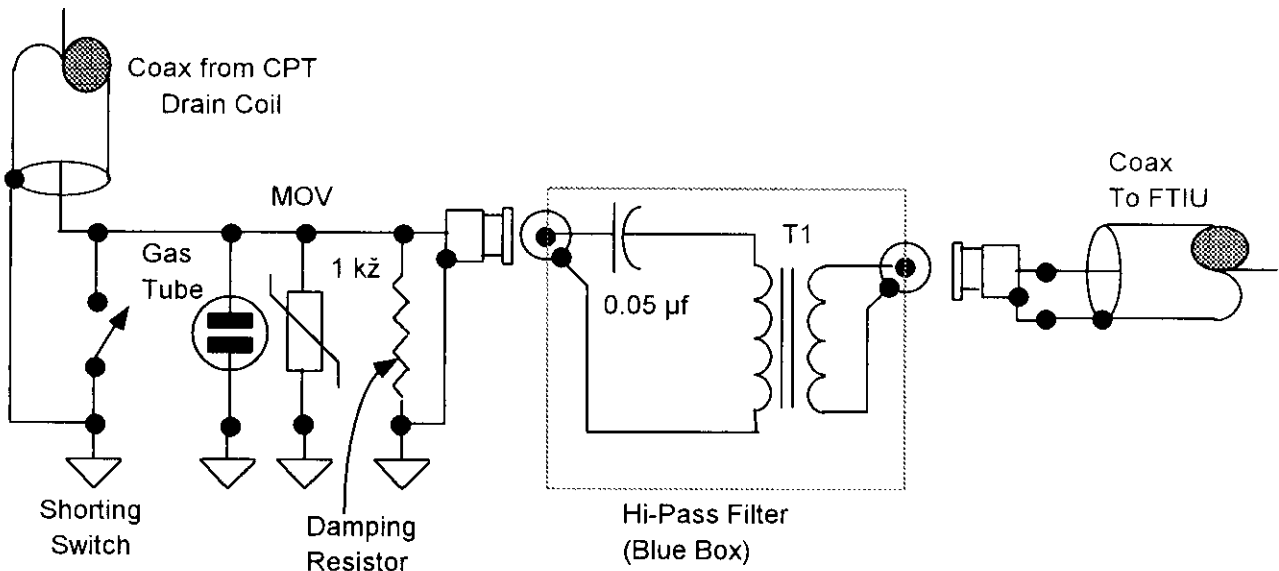 Coax from CPT
Drain Coil
MOV
Gas
Tube
1 kž
T1
0.05 µf
Coax
To FTIU
Shorting
Switch
Damping
Resistor
Hi-Pass Filter
(Blue Box)